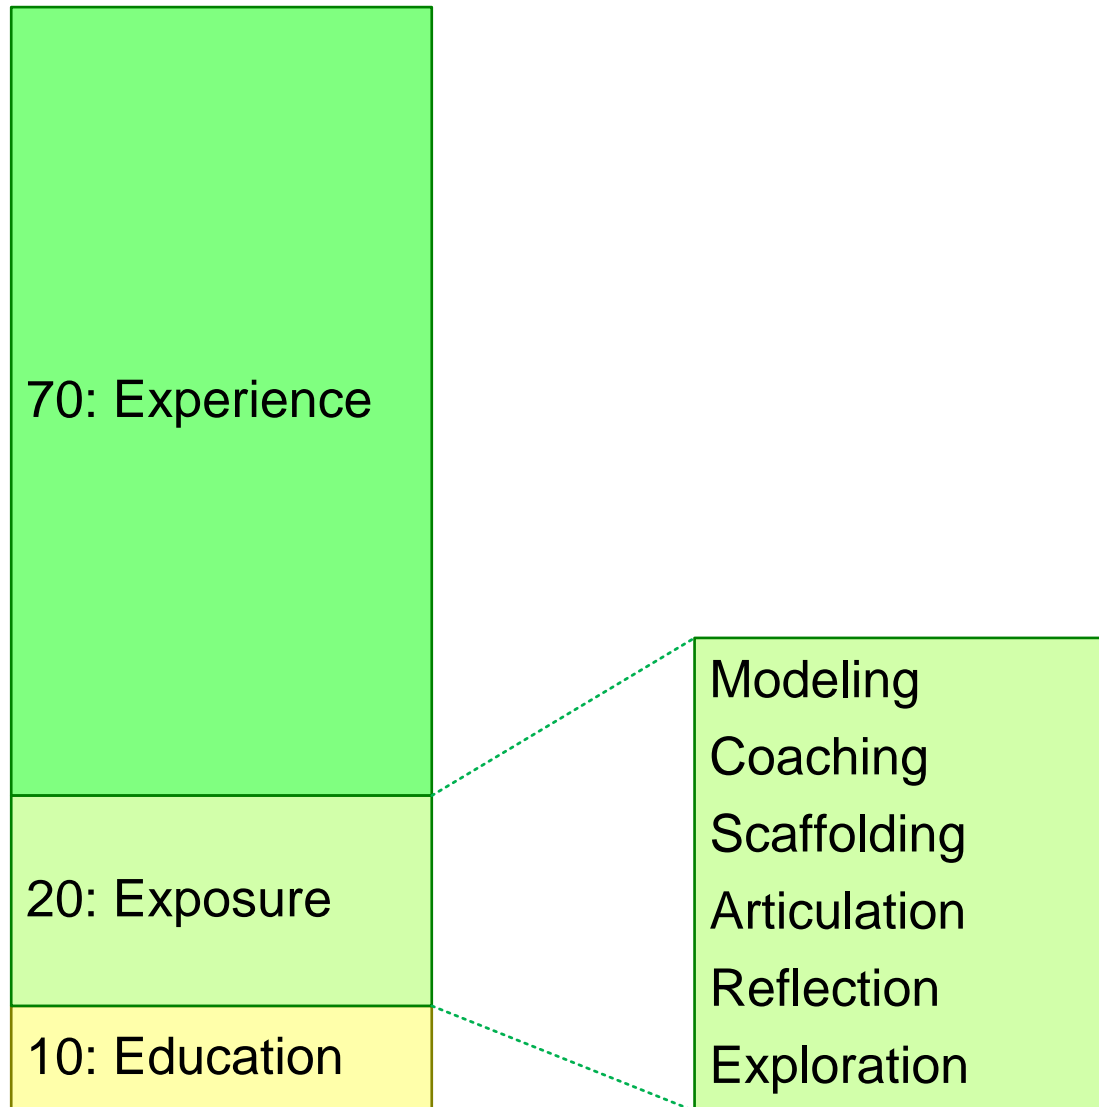 70: Experience
20: Exposure
10: Education
Modeling
Coaching
Scaffolding
Articulation
Reflection
Exploration